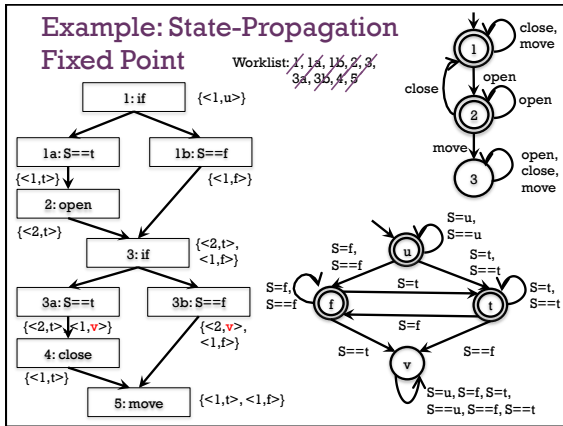 Example: State-Propagation
Fixed Point
Worklist: 1, 1a, 1b, 2, 3,
3a, 3b, 4, 5
1: if
{<1,u>}
1a: S==t
1b: S==f
{<1,t>}
{<1,f>}
2: open
{<2,t>}
3: if
{<2,t>,
<1,f>}
3a: S==t
3b: S==f
{<2,t>, <1,v>}
{<2,v>,
<1,f>}
4: close
{<1,t>}
5: move
{<1,t>, <1,f>}
1
close,
move
open
close
2
open
move
3
open,
close,
move
u
S=u,
S==u
S=f,
S==f
S=t,
S==t
S=f,
S==f
f
S=t
S=f
t
S=t,
S==t
S==t
S==f
v
S=u, S=f, S=t,
S==u, S==f, S==t